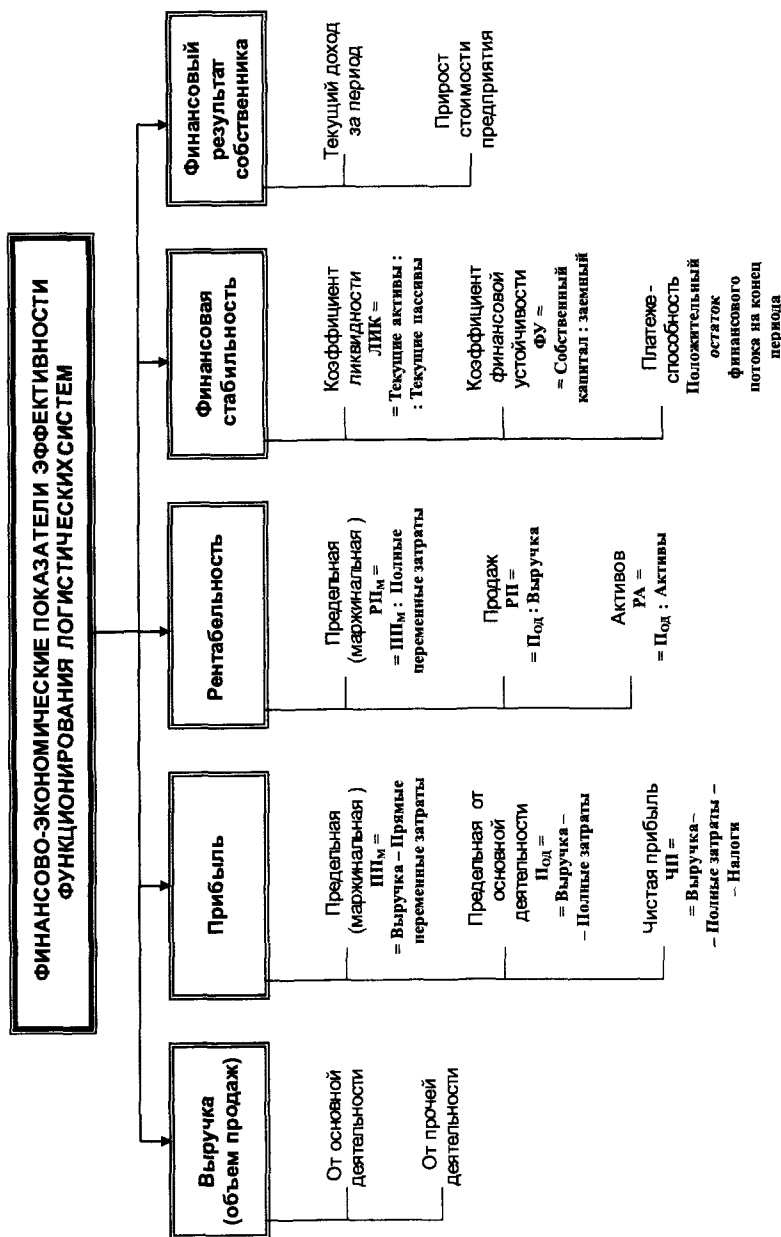 ФИНАНСОВО-ЭКОНОМИЧЕСКИЕ ПОКАЗАТЕЛИ ЭФФЕКТИВНОСТИ
ФУНКЦИОНИРОВАНИЯ ЛОГИСТИЧЕСКИХ СИСТЕМ
Выручка
(объем продаж)
От основной
деятельности
От прочей
деятельности
Прибыль
Предельная
(маржинальная )
ПП_М =
= Выручка – Прямые
переменные затраты
Предельная от
основной
деятельности
П_од =
= Выручка –
– Полные затраты
Чистая прибыль
ЧП =
= Выручка–
– Полные затраты –
– Налоги
Рентабельность
Предельная
(маржинальная )
РП_М =
= ПП_М : Полные
переменные затраты
Продаж
РП =
= П_од : Выручка
Активов
РА =
= П_од : Активы
Финансовая
стабильность
Коэффициент
ликвидности
ЛИК =
= Текущие активы :
: Текущие пассивы
Коэффициент
финансовой
устойчивости
ФУ =
= Собственный
капитал : заемный
Платеже-
способность
Положительный
остаток
финансового
потока на конец
периода
Финансовый
результат
собственника
Текущий доход
за период
Прирост
стоимости
предприятия